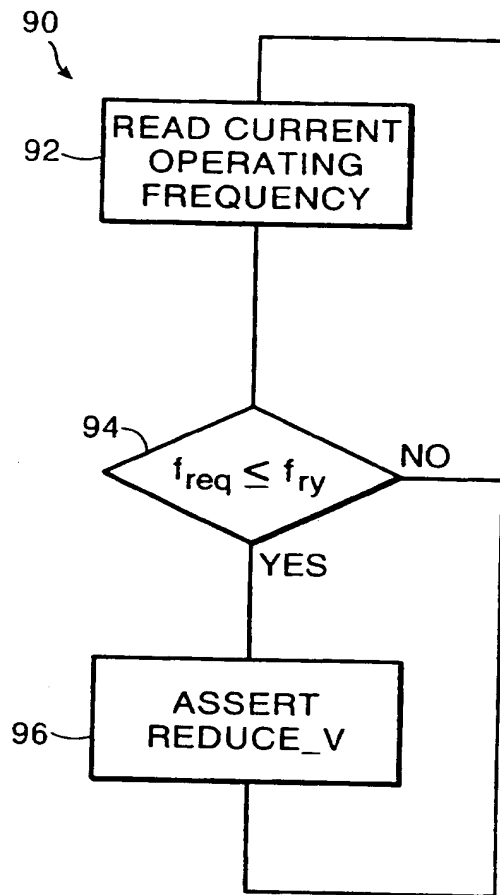 90
92
READ CURRENT
OPERATING
FREQUENCY
94
f_req ≤ f_ry
NO
YES
96
ASSERT
REDUCE_V